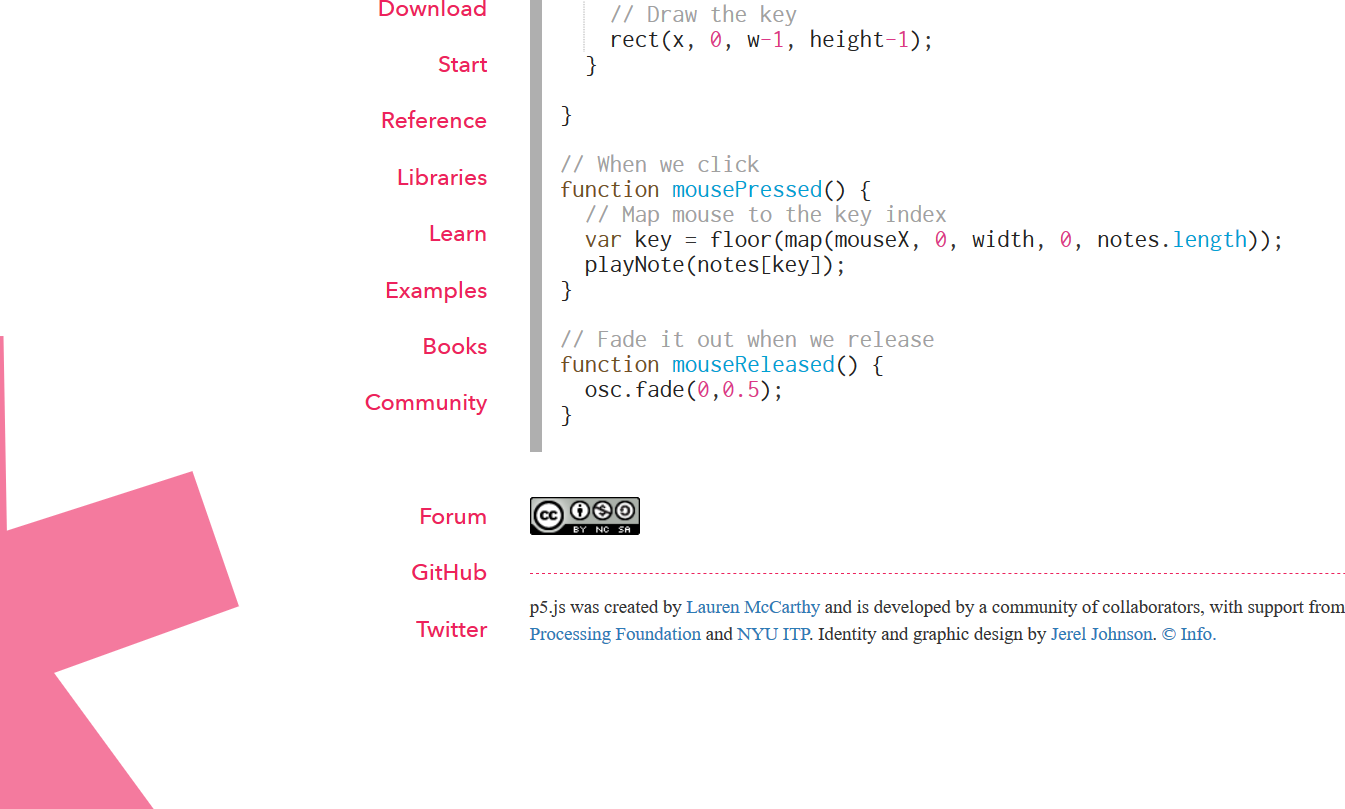 Download
Start
Reference
Libraries
Learn
Examples
Books
Community
Forum
GitHub
Twitter
// Draw the key
rect(x, 0, w-1, height-1);
}
}
// When we click
function mousePressed() {
// Map mouse to the key index
var key = floor(map(mouseX, 0, width, 0, notes.length));
playNote(notes[key]);
}
// Fade it out when we release
function mouseReleased() {
osc.fade(0,0.5);
}
cc
BY NC SA
p5.js was created by Lauren McCarthy and is developed by a community of collaborators, with support from
Processing Foundation and NYU ITP. Identity and graphic design by Jerel Johnson. © Info.